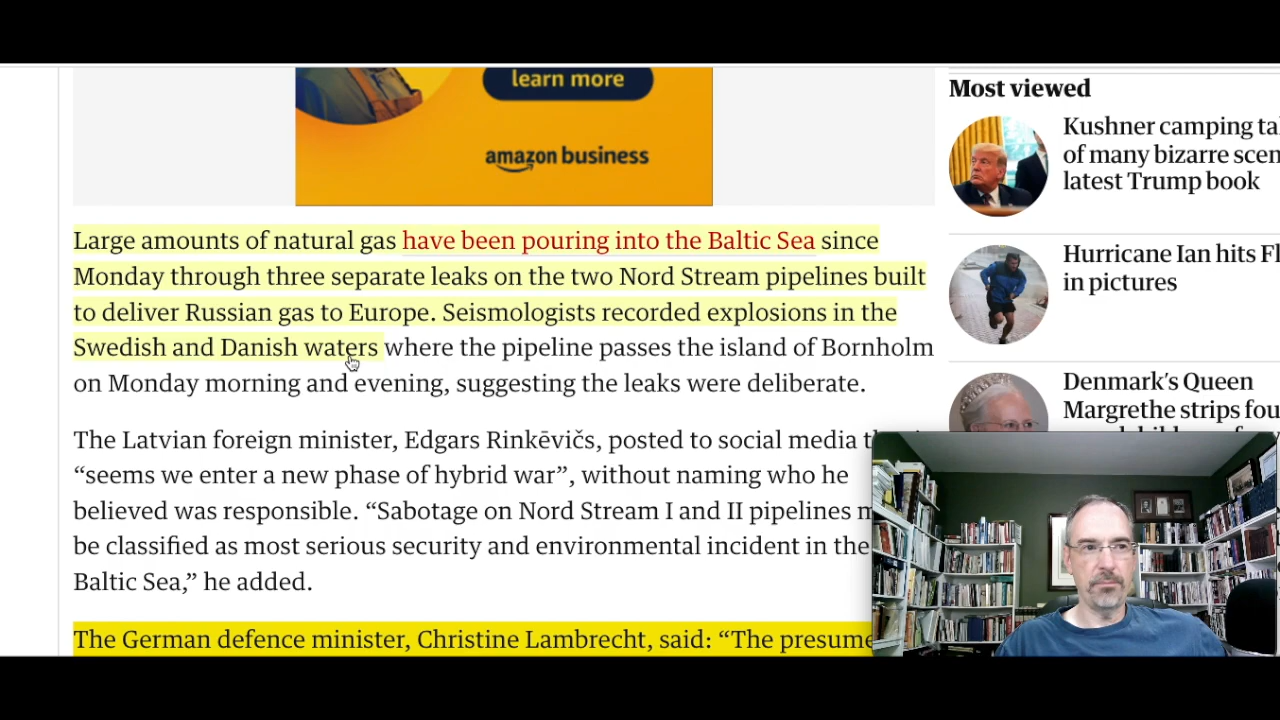 learn more
amazon business
Large amounts of natural gas have been pouring into the Baltic Sea since
Monday through three separate leaks on the two Nord Stream pipelines built
to deliver Russian gas to Europe. Seismologists recorded explosions in the
Swedish and Danish waters where the pipeline passes the island of Bornholm
on Monday morning and evening, suggesting the leaks were deliberate.
The Latvian foreign minister, Edgars Rinkēvičs, posted to social media
“seems we enter a new phase of hybrid war”, without naming who he
believed was responsible. “Sabotage on Nord Stream I and II pipelines
be classified as most serious security and environmental incident in the
Baltic Sea,” he added.
The German defence minister, Christine Lambrecht, said: “The presume
Most viewed
Kushner camping ta
of many bizarre scen
latest Trump book
Hurricane Ian hits Fl
in pictures
Denmark’s Queen
Margrethe strips fou